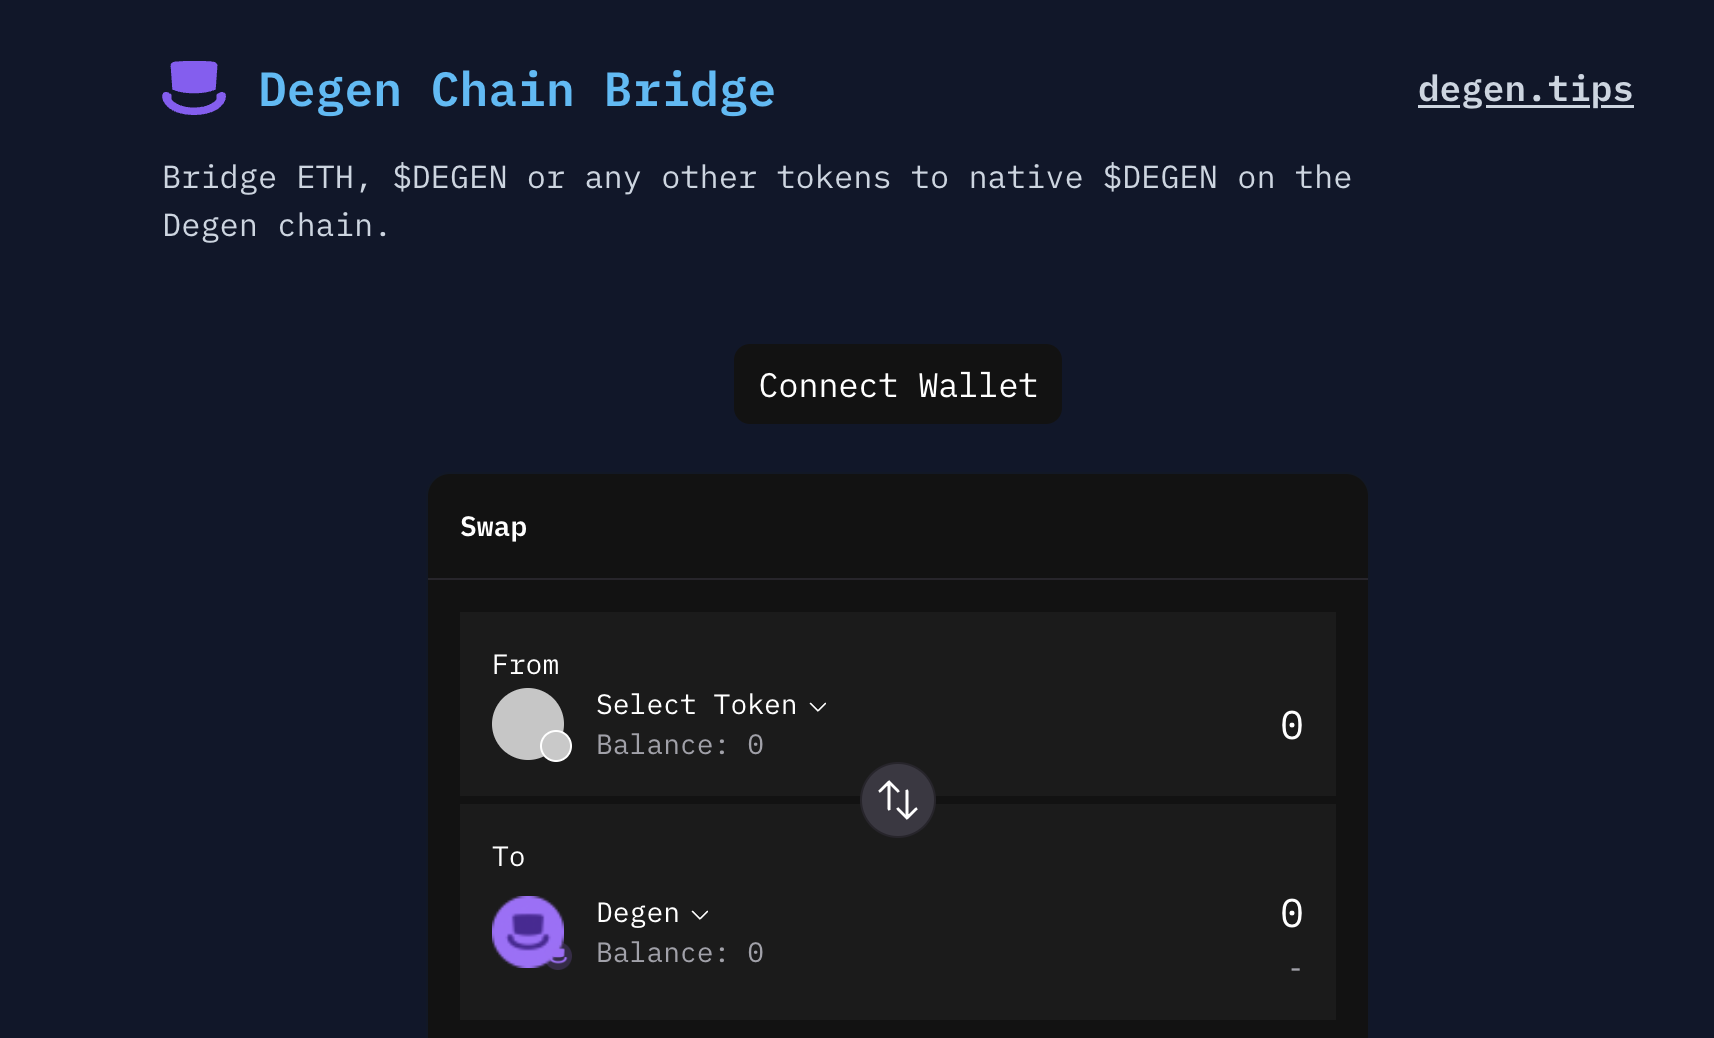 Degen Chain Bridge
degen.tips
Bridge ETH, $DEGEN or any other tokens to native $DEGEN on the
Degen chain.
Connect Wallet
Swap
From
Select Token
Balance: 0
0
To
Degen
Balance: 0
0
-